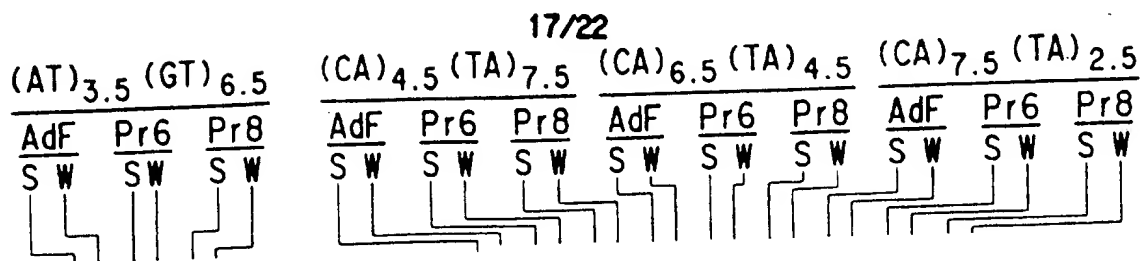 17/22
(AT)3.5 (GT)6.5 (CA)4.5 (TA)7.5 (CA)6.5 (TA)4.5 (CA)7.5 (TA)2.5
AdF Pr6 Pr8 AdF Pr6 Pr8 AdF Pr6 Pr8 AdF Pr6 Pr8
S W S W S W S W S W S W S W S W S W S W S W S W